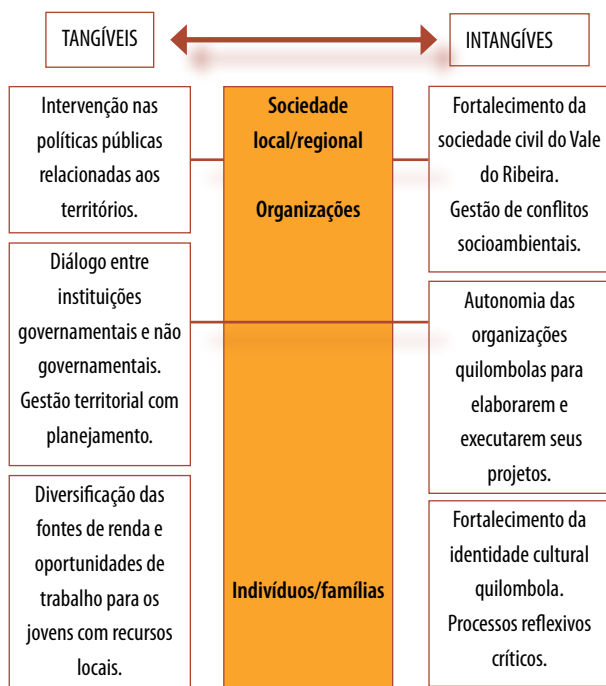 TANGÍVEIS
INTANGÍVES
Intervenção nas
políticas públicas
relacionadas aos
territórios.
Sociedade
local/regional
Organizações
Fortalecimento da
sociedade civil do Vale
do Ribeira.
Gestão de conflitos
socioambientais.
Diálogo entre
instituições
governamentais e não
governamentais.
Gestão territorial com
planejamento.
Autonomia das
organizações
quilombolas para
elaborarem e
executarem seus
projetos.
Diversificação das
fontes de renda e
oportunidades de
trabalho para os
jovens com recursos
locais.
Indivíduos/famílias
Fortalecimento da
identidade cultural
quilombola.
Processos reflexivos
críticos.